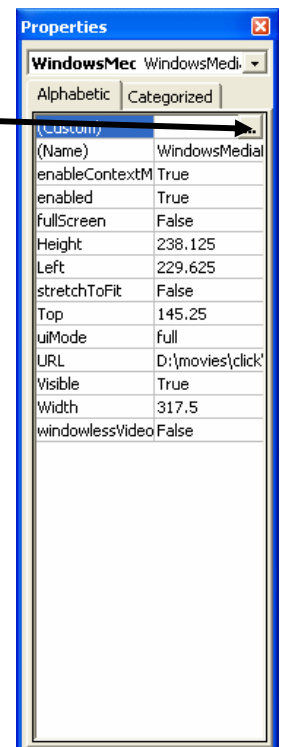 Properties
WindowsMec WindowsMedi
Alphabetic Categorized
(Custom) ...
(Name) WindowsMedial
enableContextM True
enabled True
fullScreen False
Height 238.125
Left 229.625
stretchToFit False
Top 145.25
uiMode full
URL D:\movies\click'
Visible True
Width 317.5
windowlessVideo False